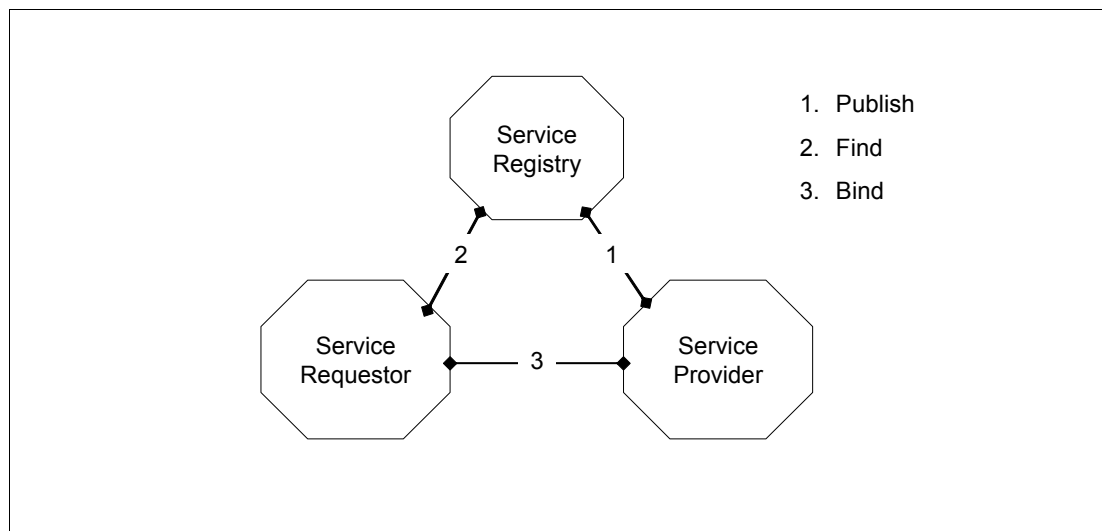 Service
Registry
1. Publish
2. Find
3. Bind
2
1
Service
Requestor
3
Service
Provider